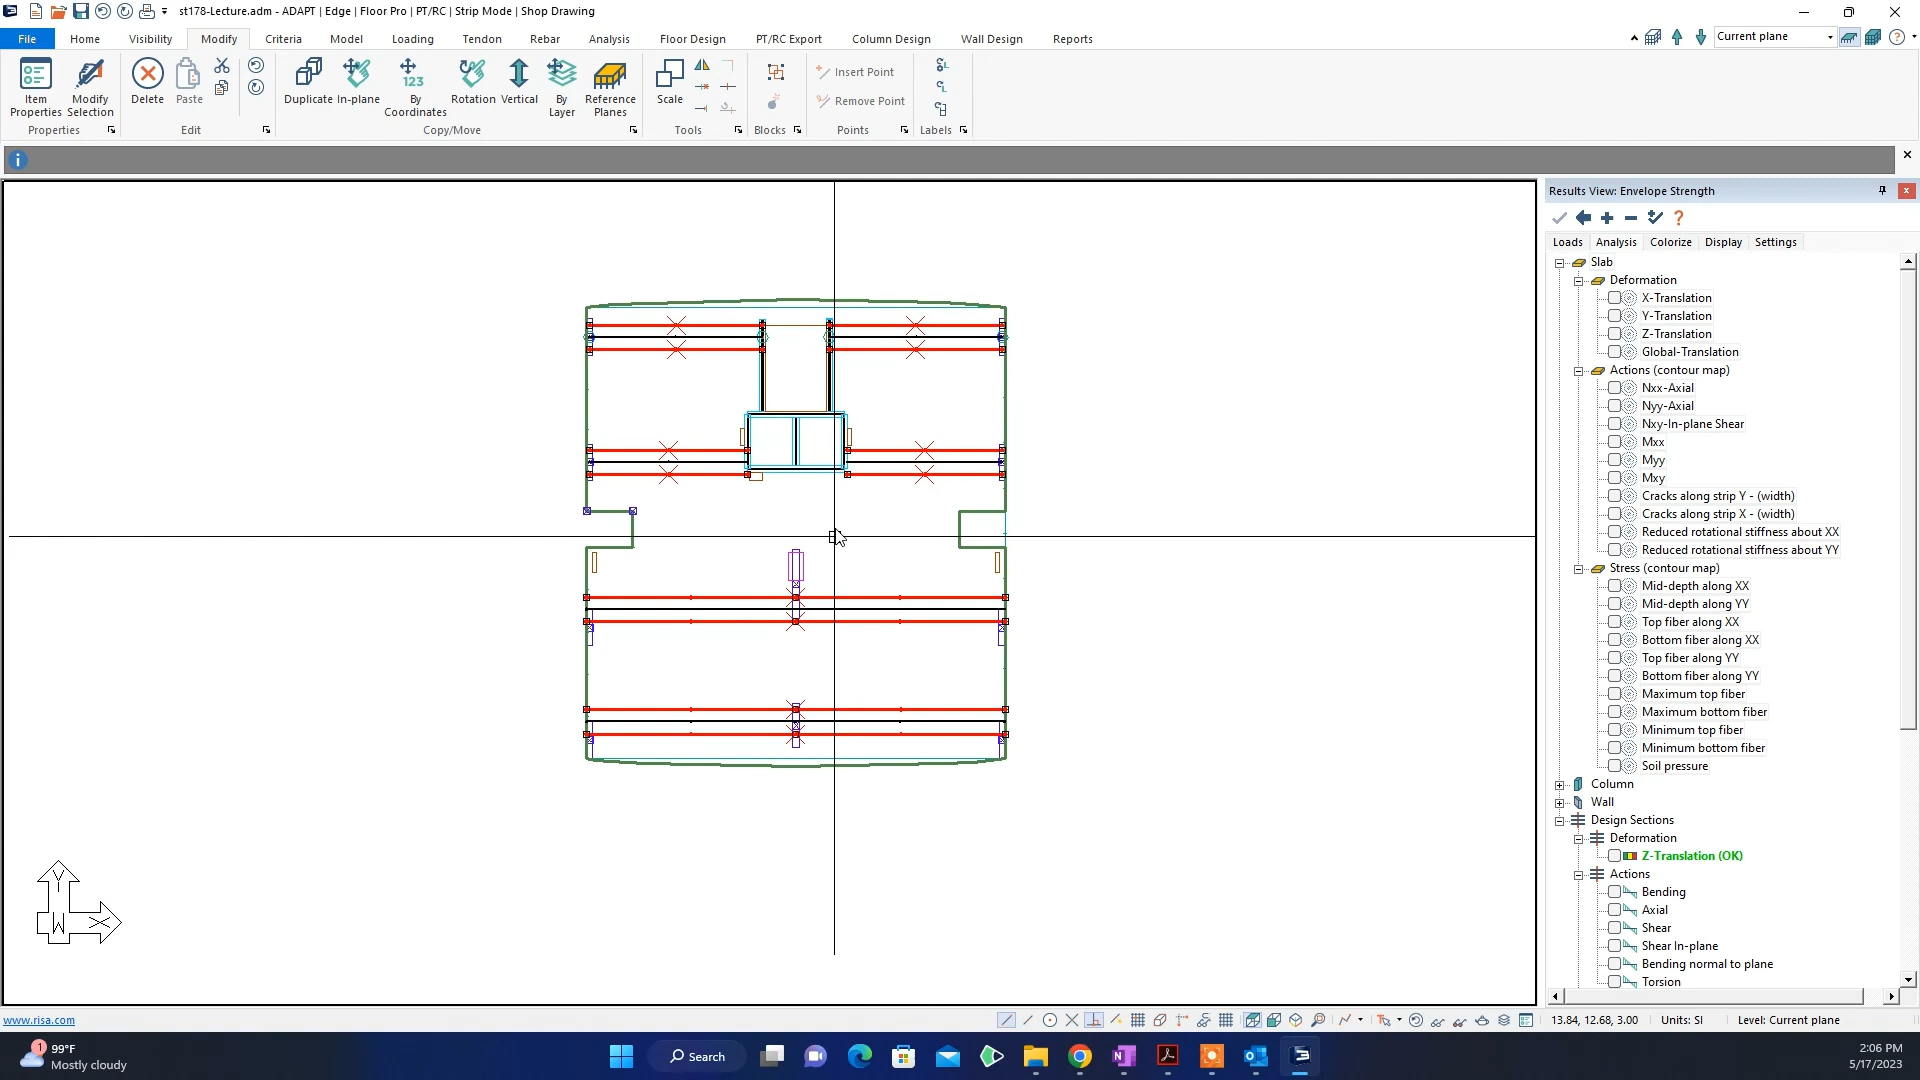 st178-Lecture.adm - ADAPT | Edge | Floor Pro | PT/RC | Strip Mode | Shop Drawing
File Home Visibility Modify Criteria Model Loading Tendon Rebar Analysis Floor Design PT/RC Export Column Design Wall Design Reports Current plane
Item Properties
Modify Selection
Properties
Delete
Paste
Edit
Duplicate
In-plane
By Coordinates
123
Rotation
Vertical
By Layer
Reference Planes
Copy/Move
Scale
Tools
Blocks
Insert Point
Remove Point
Points
Labels
Results View: Envelope Strength
Loads Analysis Colorize Display Settings
Slab
Deformation
X-Translation
Y-Translation
Z-Translation
Global-Translation
Actions (contour map)
Nxx-Axial
Nyy-Axial
Nxy-In-plane Shear
Mxx
Myy
Mxy
Cracks along strip Y - (width)
Cracks along strip X - (width)
Reduced rotational stiffness about XX
Reduced rotational stiffness about YY
Stress (contour map)
Mid-depth along XX
Mid-depth along YY
Top fiber along XX
Bottom fiber along XX
Top fiber along YY
Bottom fiber along YY
Maximum top fiber
Maximum bottom fiber
Minimum top fiber
Minimum bottom fiber
Soil pressure
Column
Wall
Design Sections
Deformation
Z-Translation (OK)
Actions
Bending
Axial
Shear
Shear In-plane
Bending normal to plane
Torsion
Y
W X
www.risa.com
13.84, 12.68, 3.00 Units: SI Level: Current plane
1
99°F
Mostly cloudy
Search
2:06 PM
5/17/2023